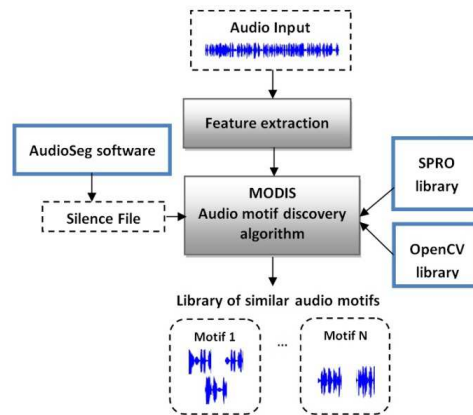 Audio Input
Feature extraction
AudioSeg software
SPRO
library
MODIS
Audio motif discovery
algorithm
Silence File
OpenCV
library
Library of similar audio motifs
Motif 1
...
Motif N